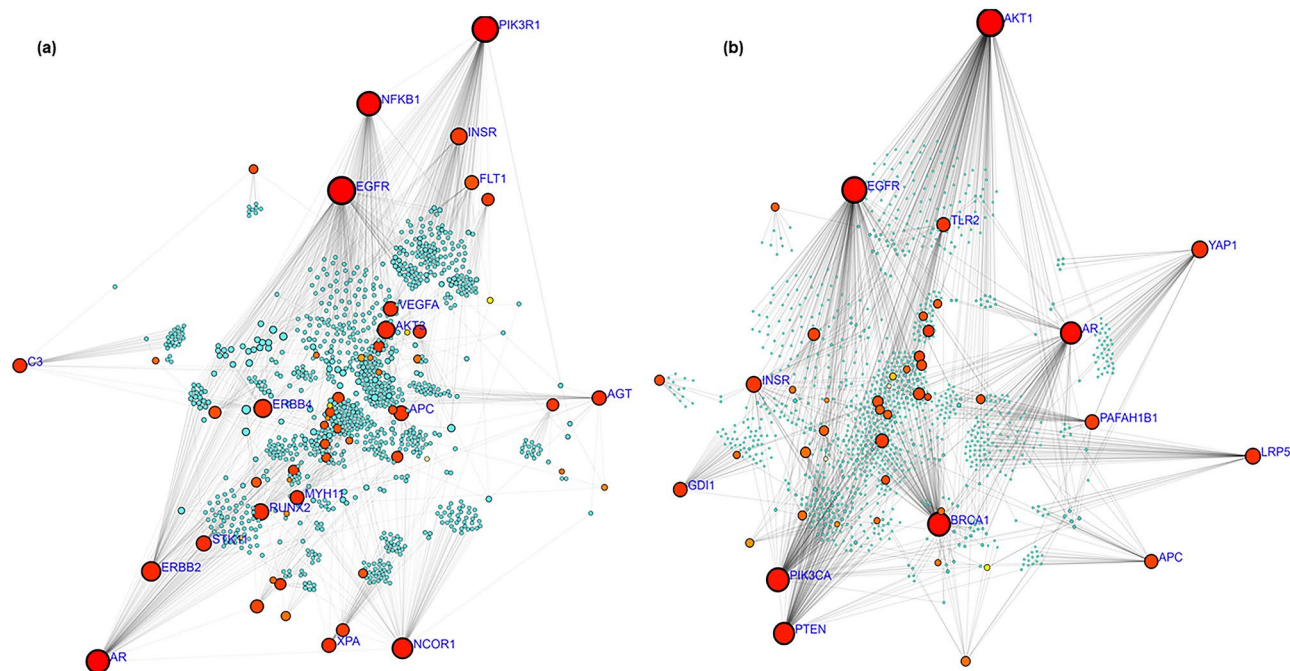 (a)
PIK3R1
NFKB1
INSR
FLT1
EGFR
VEGFA
AKT3
C3
AGT
ERBB4
APC
MYH11
RUNX2
STK11
ERBB2
XPA
NCOR1
AR
(b)
AKT1
EGFR
TLR2
YAP1
AR
INSR
PAFAH1B1
LRP5
GDI1
BRCA1
APC
PIK3CA
PTEN